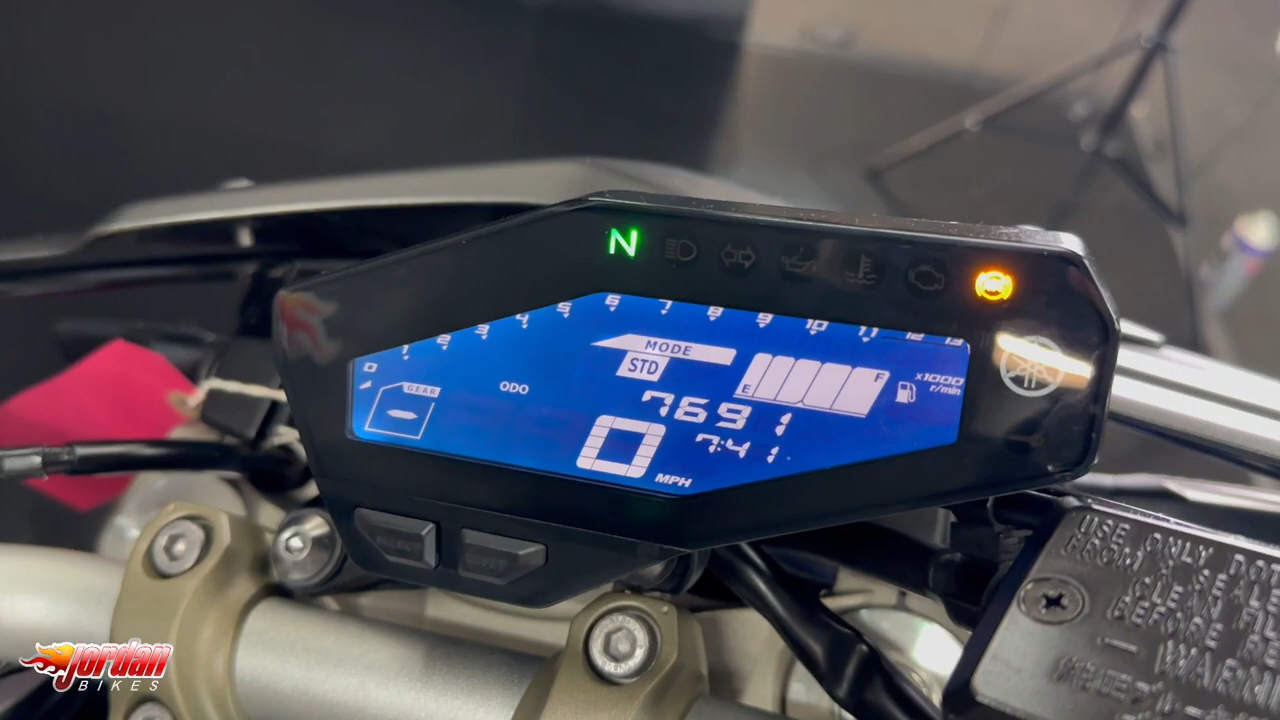 N
0 1 2 3 4 5 6 7 8 9 10 11 12 13
x1000
r/min
MODE
STD
E F
GEAR
-
ODO
7691
7:41
0 MPH
USE ONLY DOT
FROM A SEALE
CLEAN FIL
BEFORE RE
WARNI
jordan
BIKES